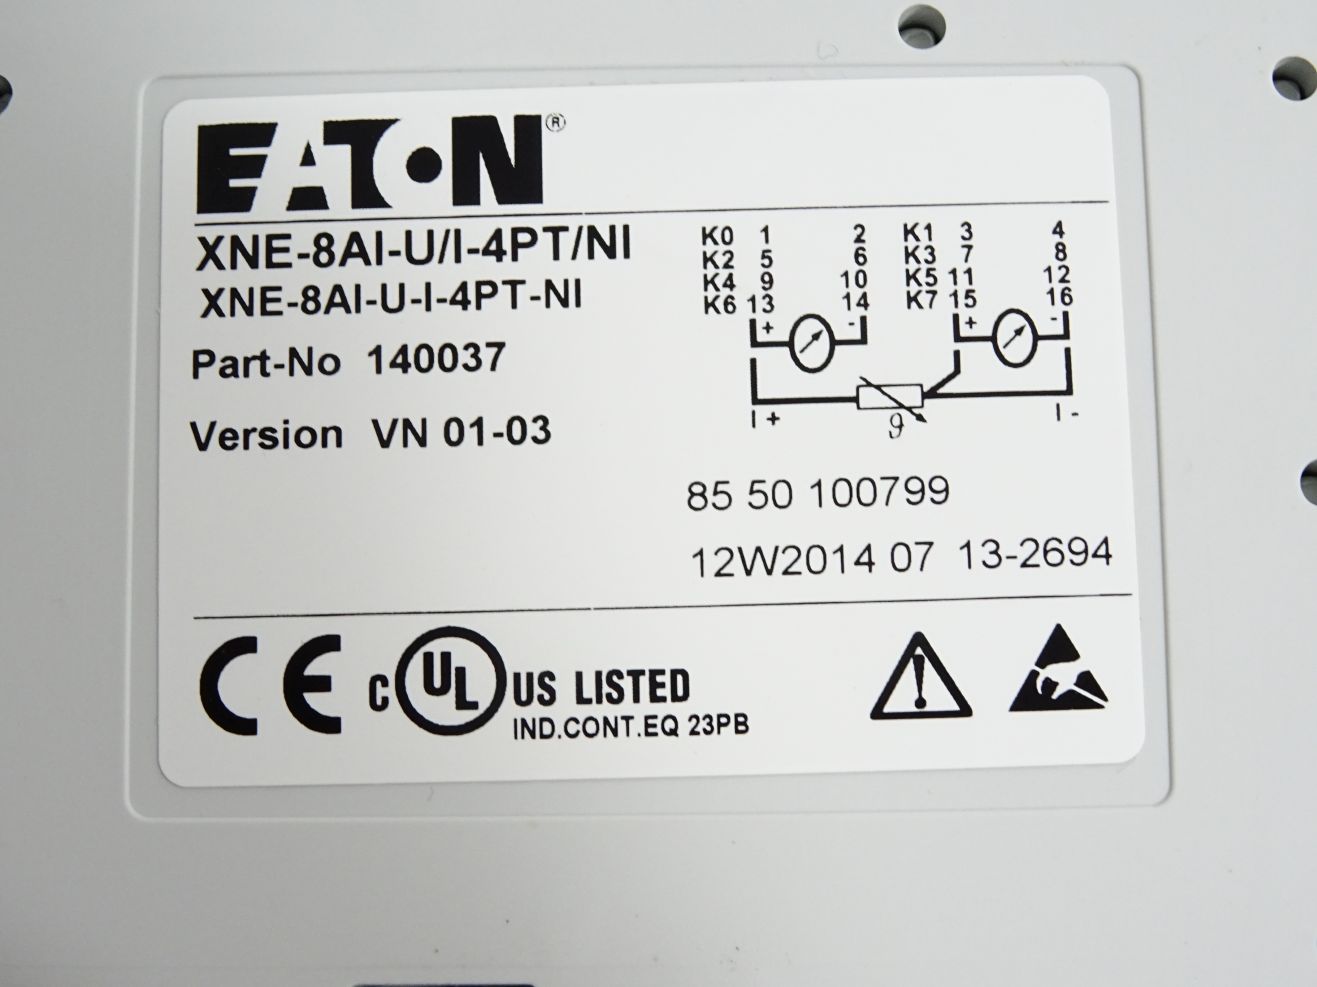 EATON®
XNE-8AI-U/I-4PT/NI
XNE-8AI-U-I-4PT-NI
Part-No 140037
Version VN 01-03
K0 1 2 K1 3 4
K2 5 6 K3 7 8
K4 9 10 K5 11 12
K6 13 14 K7 15 16
+ - + -
I + ϑ I -
85 50 100799
12W2014 07 13-2694
CE c UL US LISTED
IND.CONT.EQ 23PB